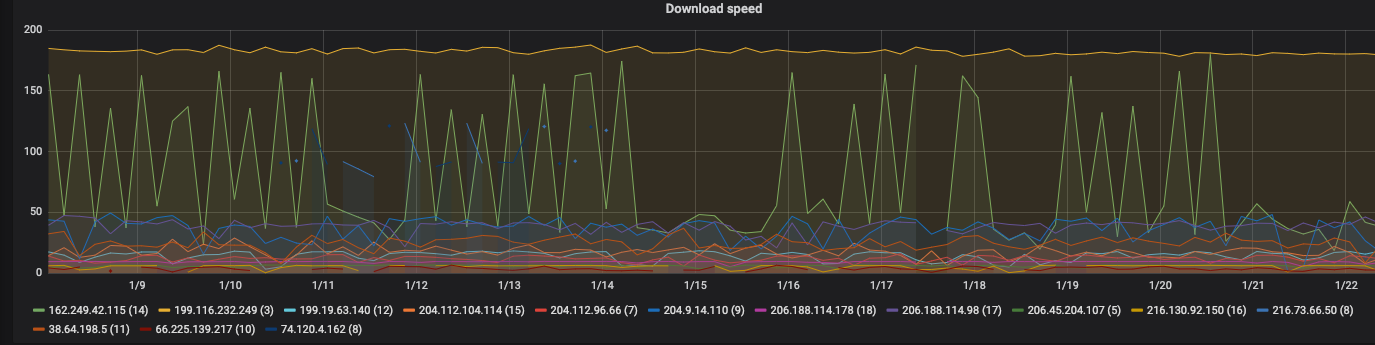 Download speed
200
150
100
50
0
1/9 1/10 1/11 1/12 1/13 1/14 1/15 1/16 1/17 1/18 1/19 1/20 1/21 1/22
162.249.42.115 (14) 199.116.232.249 (3) 199.19.63.140 (12) 204.112.104.114 (15) 204.112.96.66 (7) 204.9.14.110 (9) 206.188.114.178 (18) 206.188.114.98 (17) 206.45.204.107 (5) 216.130.92.150 (16) 216.73.66.50 (8)
38.64.198.5 (11) 66.225.139.217 (10) 74.120.4.162 (8)